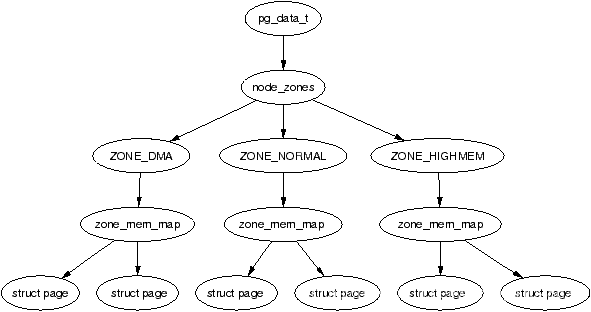 pg_data_t
node_zones
ZONE_DMA ZONE_NORMAL ZONE_HIGHMEM
zone_mem_map zone_mem_map zone_mem_map
struct page struct page struct page struct page struct page struct page